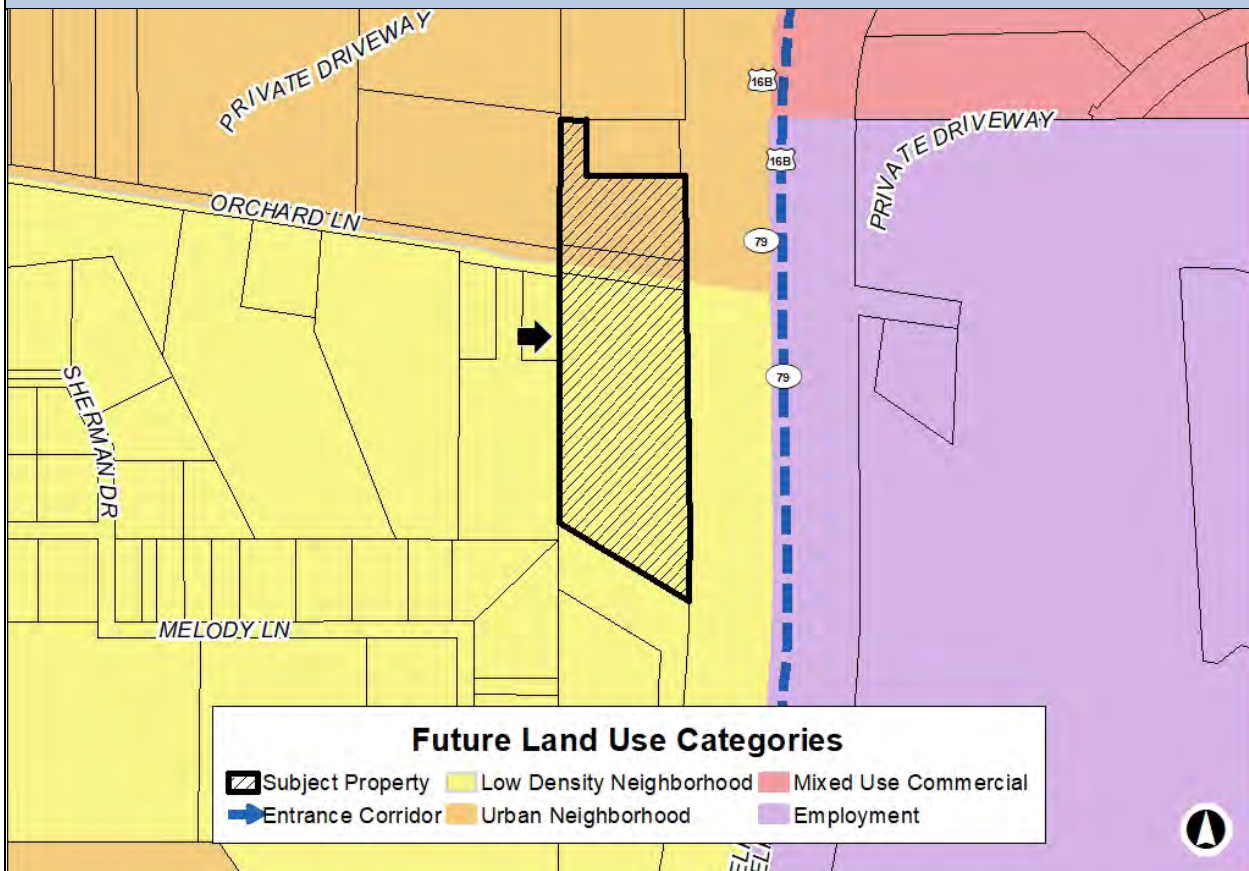 PRIVATE DRIVEWAY
16B
PRIVATE DRIVEWAY
16B
ORCHARD LN
79
79
SHERMAN DR
MELODY LN
Future Land Use Categories
Subject Property Low Density Neighborhood Mixed Use Commercial
Entrance Corridor Urban Neighborhood Employment